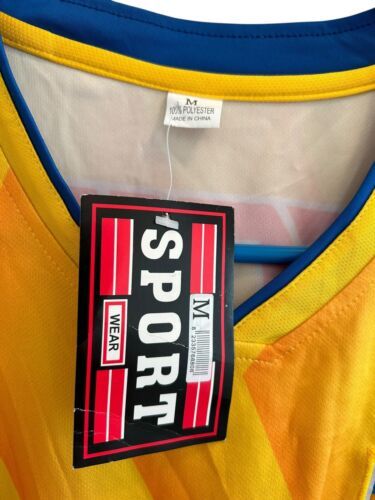 M
100% POLYESTER
MADE IN CHINA
SPORT
WEAR
M